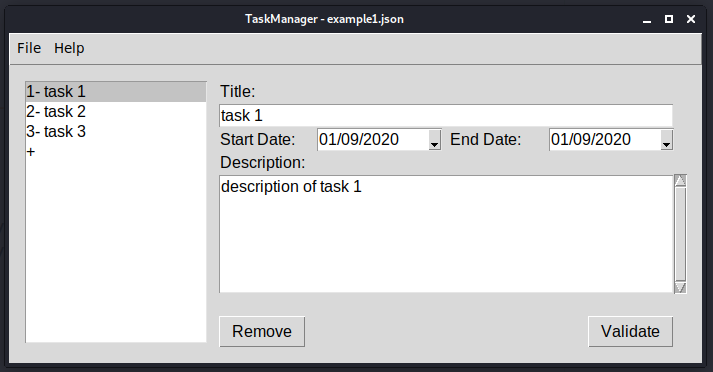 TaskManager - example1.json
File Help
1- task 1
2- task 2
3- task 3
+
Title:
task 1
Start Date: 01/09/2020 End Date: 01/09/2020
Description:
description of task 1
Remove Validate